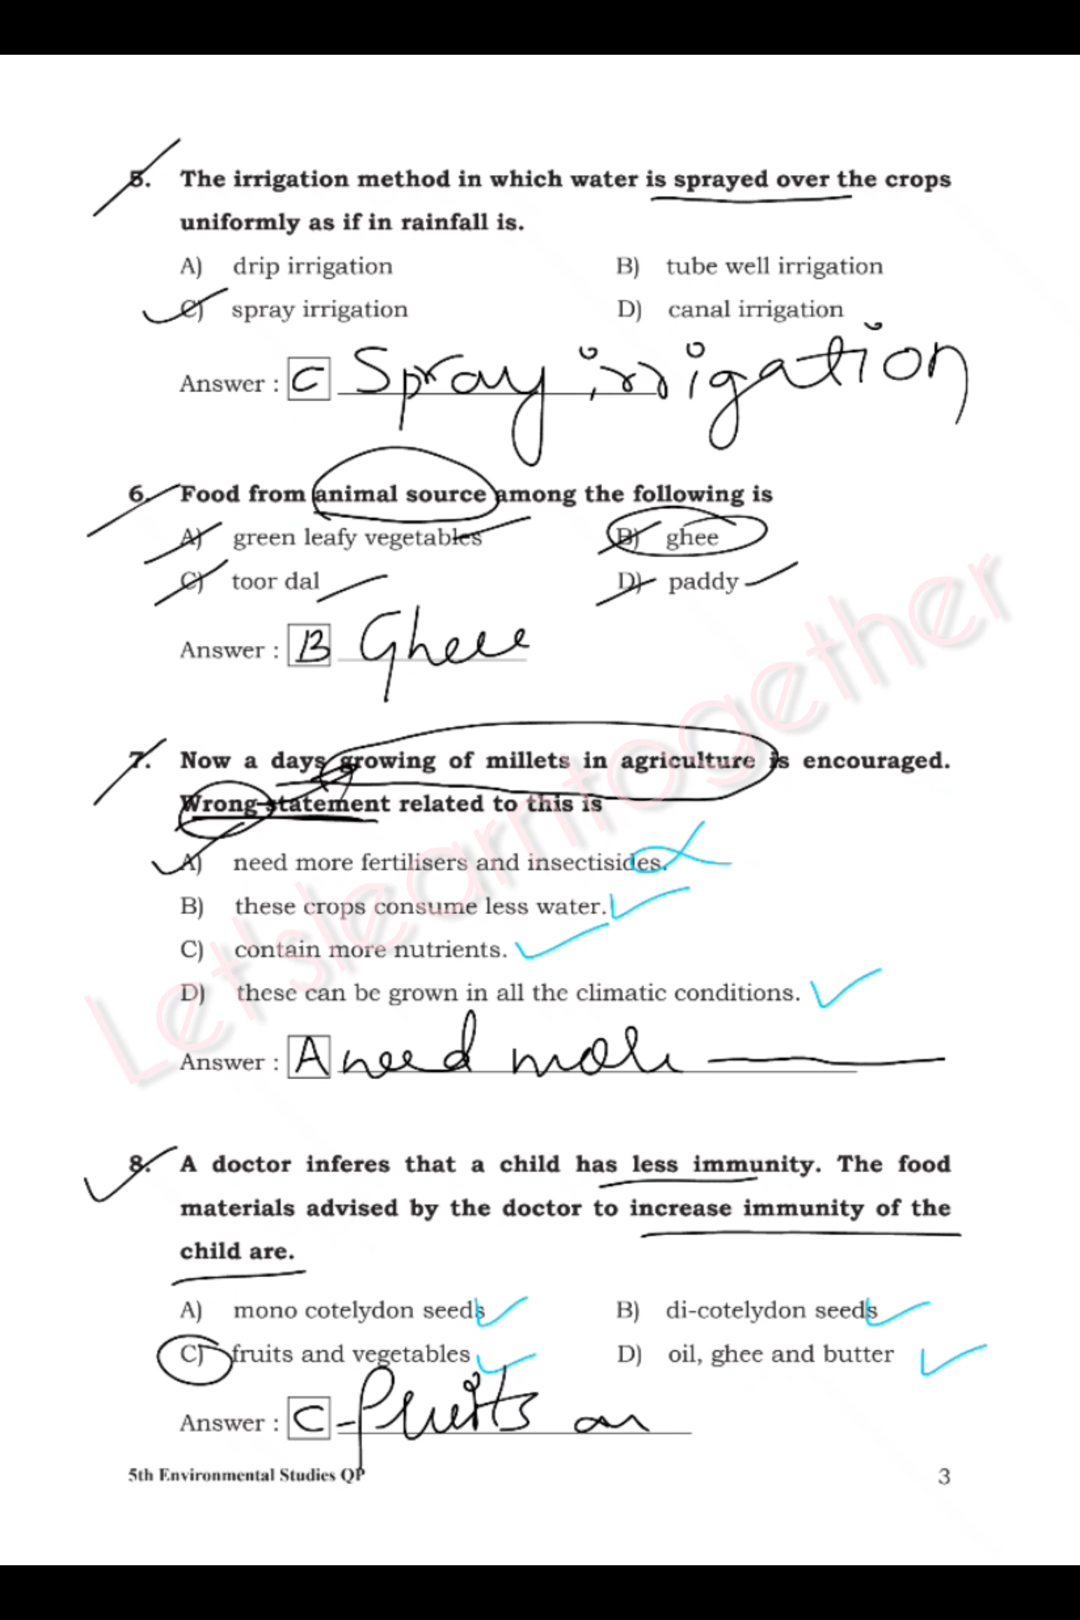 5. The irrigation method in which water is sprayed over the crops
uniformly as if in rainfall is.
A) drip irrigation B) tube well irrigation
C) spray irrigation D) canal irrigation
Answer : C Spray irrigation
6. Food from animal source among the following is
A) green leafy vegetables B) ghee
C) toor dal D) paddy
Answer : B Ghee
7. Now a days growing of millets in agriculture is encouraged.
Wrong statement related to this is
A) need more fertilisers and insectisides.
B) these crops consume less water.
C) contain more nutrients.
D) these can be grown in all the climatic conditions.
Answer : A need more
8. A doctor inferes that a child has less immunity. The food
materials advised by the doctor to increase immunity of the
child are.
A) mono cotelydon seeds B) di-cotelydon seeds
C) fruits and vegetables D) oil, ghee and butter
Answer : C fruits an
5th Environmental Studies QP 3
Let'slearntogether